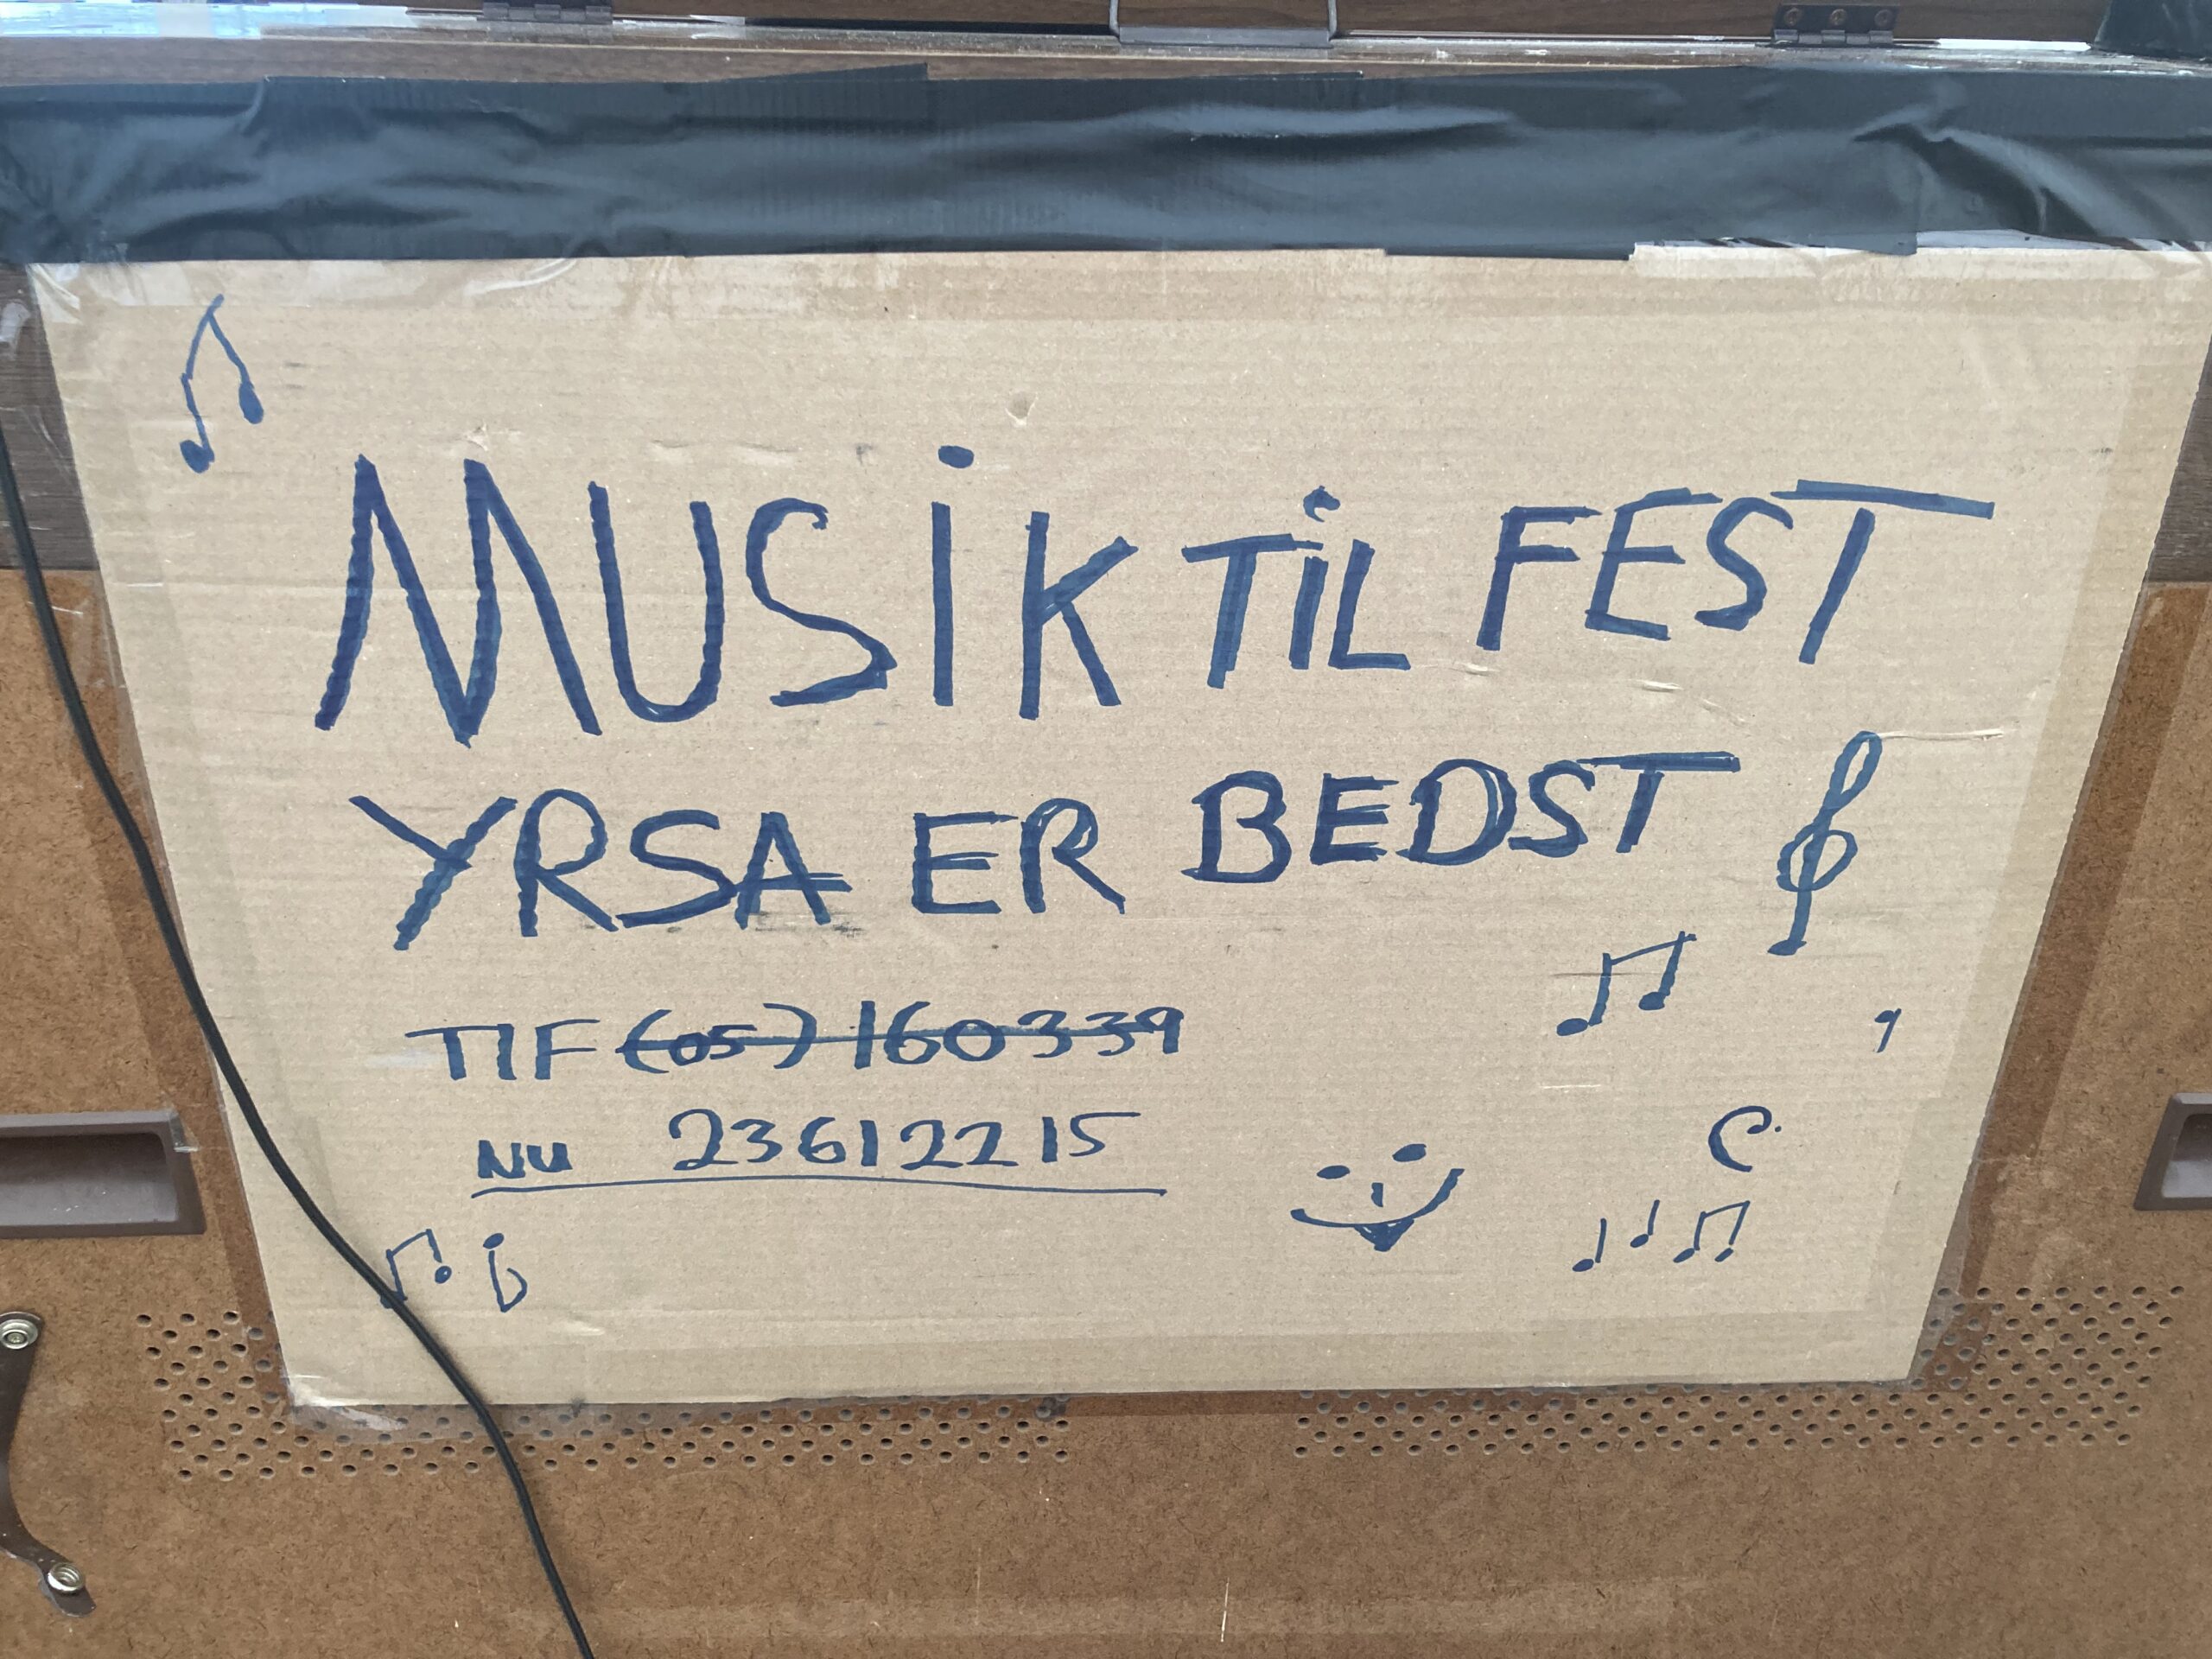 MUSiK TiL FEST
YRSA ER BEDST
TlF (05) 160339
NU 23612215